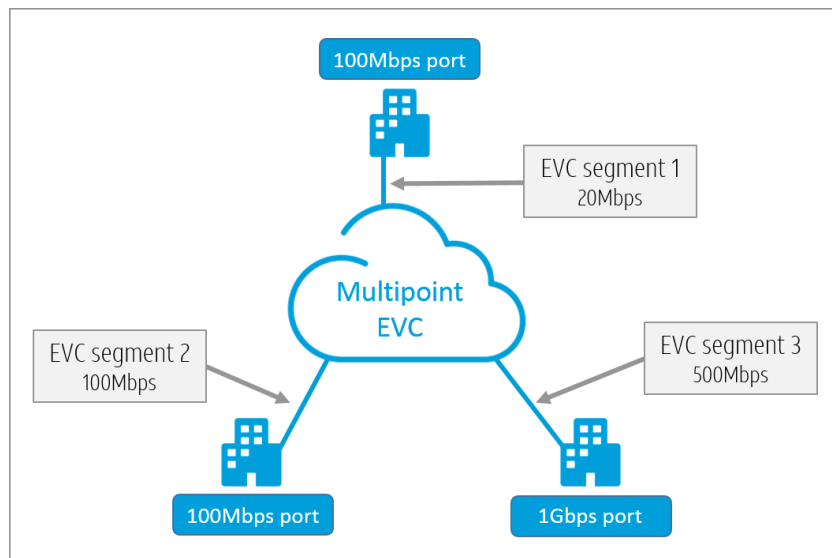 100Mbps port
EVC segment 1
20Mbps
Multipoint
EVC
EVC segment 2
100Mbps
EVC segment 3
500Mbps
100Mbps port
1Gbps port